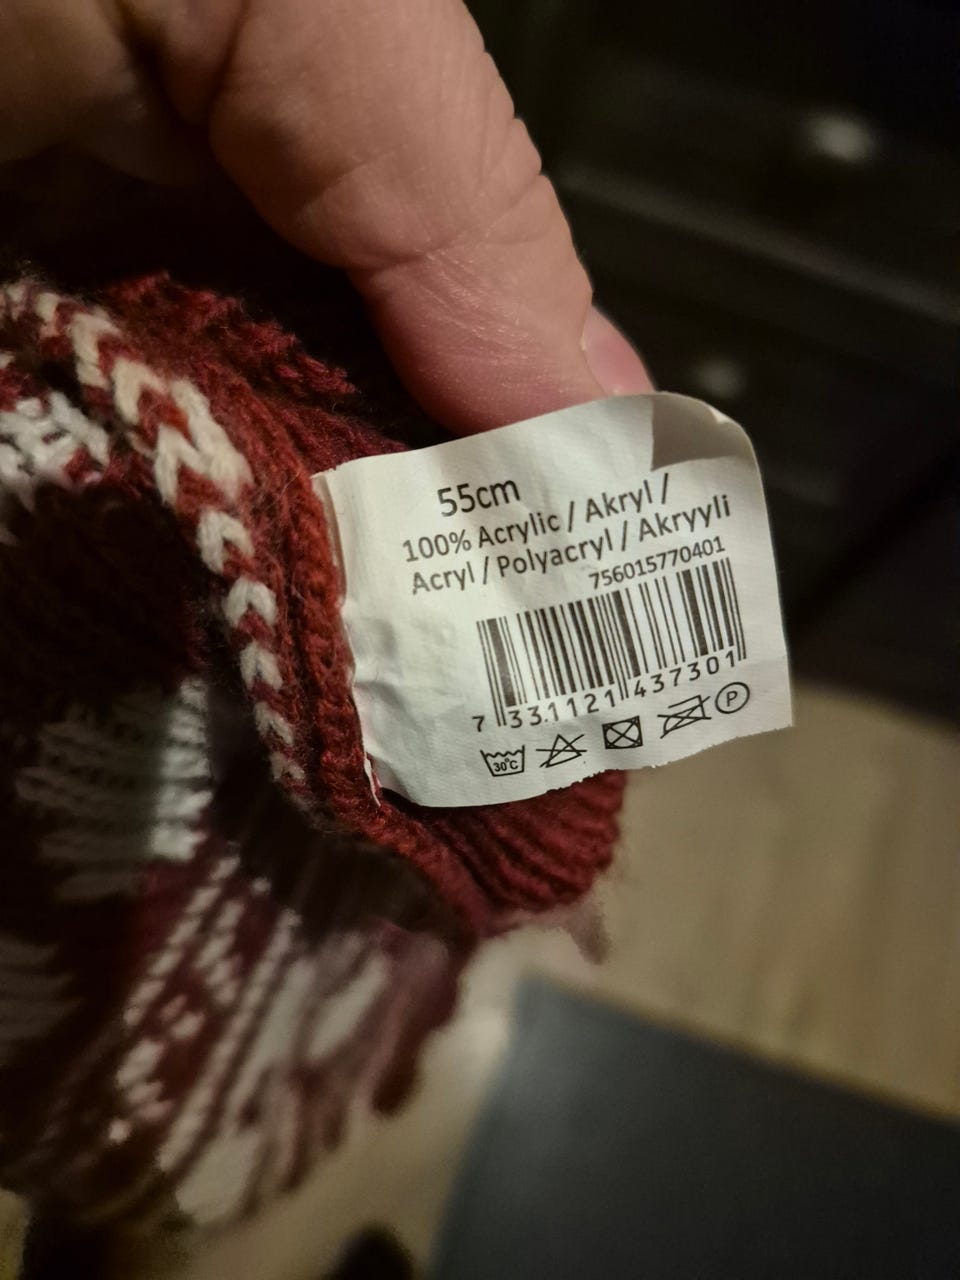 55cm
100% Acrylic / Akryl /
Acryl / Polyacryl / Akryyli
756015770401
7 331121 437301
30°C
P